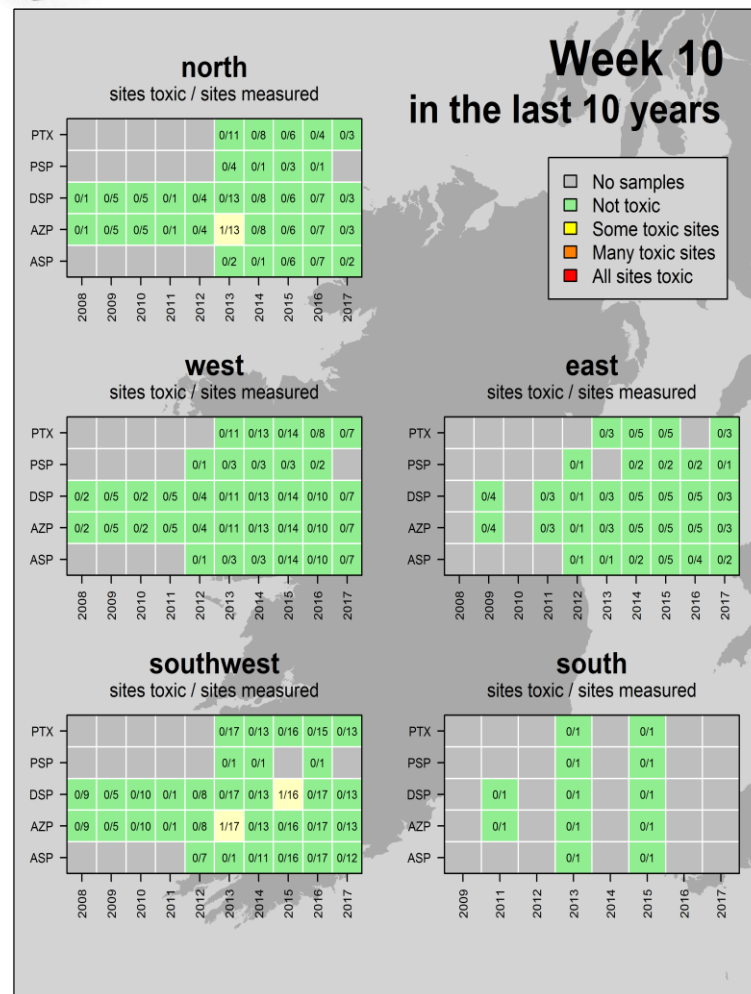 Week 10
in the last 10 years
No samples
Not toxic
Some toxic sites
Many toxic sites
All sites toxic
north
sites toxic / sites measured
PTX 0/11 0/8 0/6 0/4 0/3
PSP 0/4 0/1 0/3 0/1
DSP 0/1 0/5 0/5 0/1 0/4 0/13 0/8 0/6 0/7 0/3
AZP 0/1 0/5 0/5 0/1 0/4 1/13 0/8 0/6 0/7 0/3
ASP 0/2 0/1 0/6 0/7 0/2
2008 2009 2010 2011 2012 2013 2014 2015 2016 2017
west
sites toxic / sites measured
PTX 0/11 0/13 0/14 0/8 0/7
PSP 0/1 0/3 0/3 0/3 0/2
DSP 0/2 0/5 0/2 0/5 0/4 0/11 0/13 0/14 0/10 0/7
AZP 0/2 0/5 0/2 0/5 0/4 0/11 0/13 0/14 0/10 0/7
ASP 0/1 0/3 0/3 0/14 0/10 0/7
2008 2009 2010 2011 2012 2013 2014 2015 2016 2017
east
sites toxic / sites measured
PTX 0/3 0/5 0/5 0/3
PSP 0/1 0/2 0/2 0/2 0/1
DSP 0/4 0/3 0/1 0/3 0/5 0/5 0/5 0/3
AZP 0/4 0/3 0/1 0/3 0/5 0/5 0/5 0/3
ASP 0/1 0/1 0/2 0/5 0/4 0/2
2008 2009 2010 2011 2012 2013 2014 2015 2016 2017
southwest
sites toxic / sites measured
PTX 0/17 0/13 0/16 0/15 0/13
PSP 0/1 0/1 0/1
DSP 0/9 0/5 0/10 0/1 0/8 0/17 0/13 1/16 0/17 0/13
AZP 0/9 0/5 0/10 0/1 0/8 1/17 0/13 0/16 0/17 0/13
ASP 0/7 0/1 0/11 0/16 0/17 0/12
2008 2009 2010 2011 2012 2013 2014 2015 2016 2017
south
sites toxic / sites measured
PTX 0/1 0/1
PSP 0/1 0/1
DSP 0/1 0/1 0/1
AZP 0/1 0/1 0/1
ASP 0/1 0/1
2009 2011 2012 2013 2014 2015 2016 2017